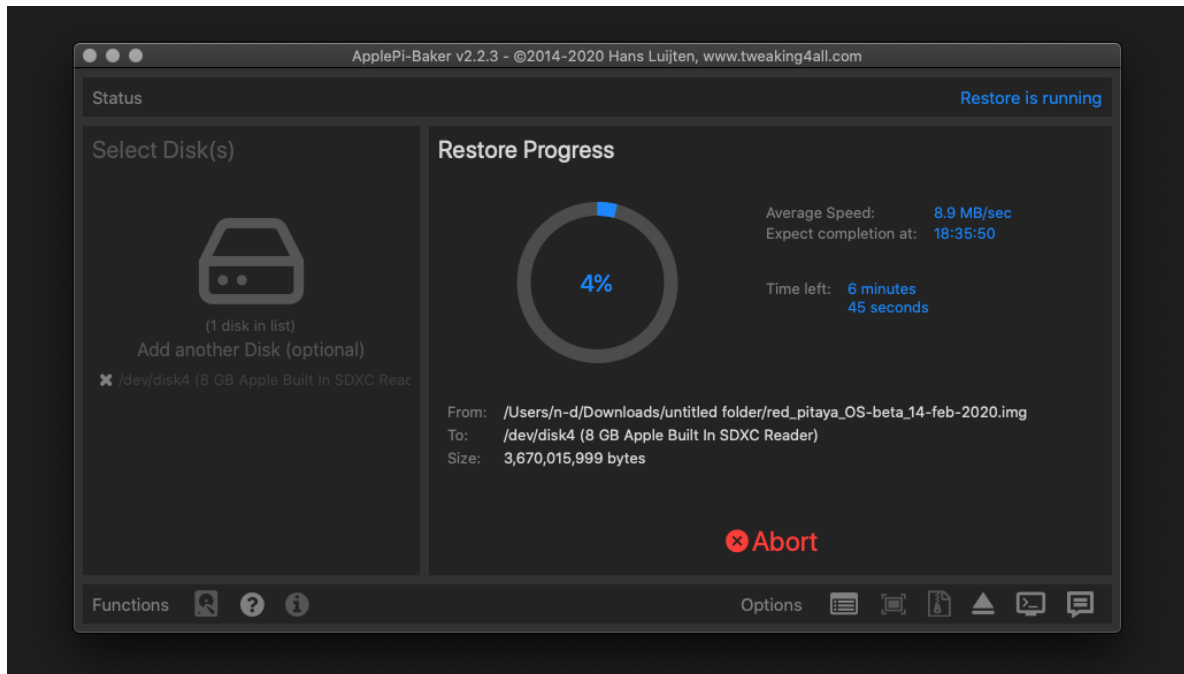 ApplePi-Baker v2.2.3 - ©2014-2020 Hans Luijten, www.tweaking4all.com
Status
Restore is running
Select Disk(s)
(1 disk in list)
Add another Disk (optional)
/dev/disk4 (8 GB Apple Built In SDXC Reac
Restore Progress
4%
Average Speed: 8.9 MB/sec
Expect completion at: 18:35:50
Time left: 6 minutes
45 seconds
From: /Users/n-d/Downloads/untitled folder/red_pitaya_OS-beta_14-feb-2020.img
To: /dev/disk4 (8 GB Apple Built In SDXC Reader)
Size: 3,670,015,999 bytes
Abort
Functions
Options